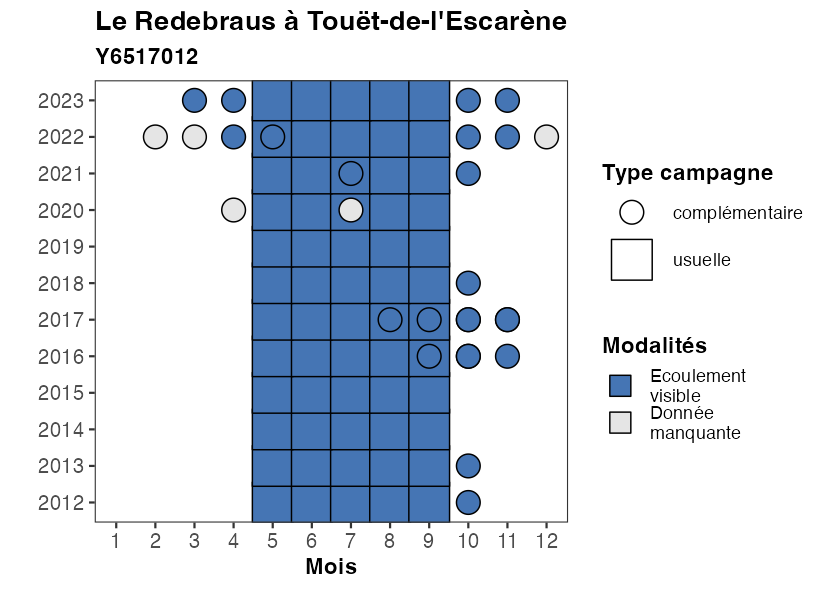 Le Redebraus à Touët-de-l'Escarène
Y6517012
2023
2022
2021
2020
2019
2018
2017
2016
2015
2014
2013
2012
1 2 3 4 5 6 7 8 9 10 11 12
Mois
Type campagne
complémentaire
usuelle
Modalités
Ecoulement
visible
Donnée
manquante